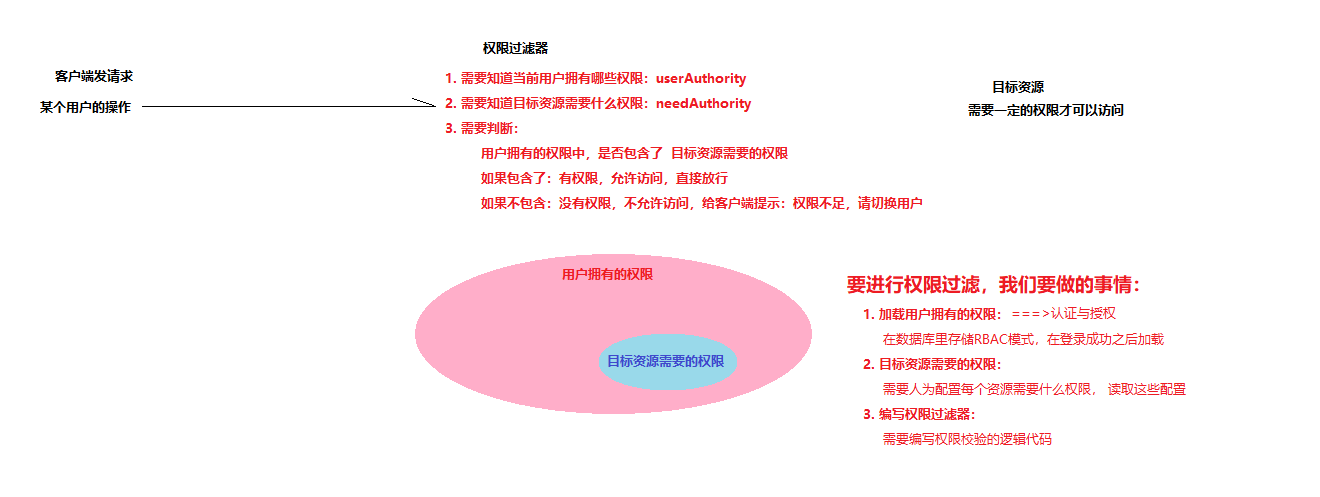 客户端发请求
某个用户的操作
权限过滤器
1. 需要知道当前用户拥有哪些权限：userAuthority
2. 需要知道目标资源需要什么权限：needAuthority
3. 需要判断：
用户拥有的权限中，是否包含了 目标资源需要的权限
如果包含了：有权限，允许访问，直接放行
如果不包含：没有权限，不允许访问，给客户端提示：权限不足，请切换用户
目标资源
需要一定的权限才可以访问
用户拥有的权限
目标资源需要的权限
要进行权限过滤，我们要做的事情：
1. 加载用户拥有的权限： ===>认证与授权
在数据库里存储RBAC模式，在登录成功之后加载
2. 目标资源需要的权限：
需要人为配置每个资源需要什么权限， 读取这些配置
3. 编写权限过滤器：
需要编写权限校验的逻辑代码